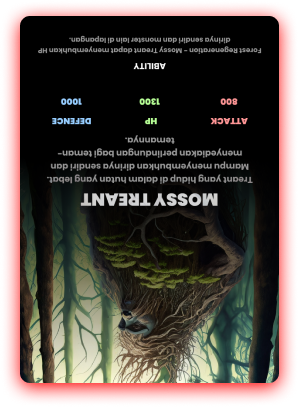 MOSSY TREANT
Treant yang hidup di dalam hutan yang lebat.
Mampu menyembuhkan dirinya sendiri dan
menyediakan perlindungan bagi teman-
temannya.
ATTACK HP DEFENCE
800 1300 1000
ABILITY
Forest Regeneration - Mossy Treant dapat menyembuhkan HP
dirinya sendiri dan monster lain di lapangan.